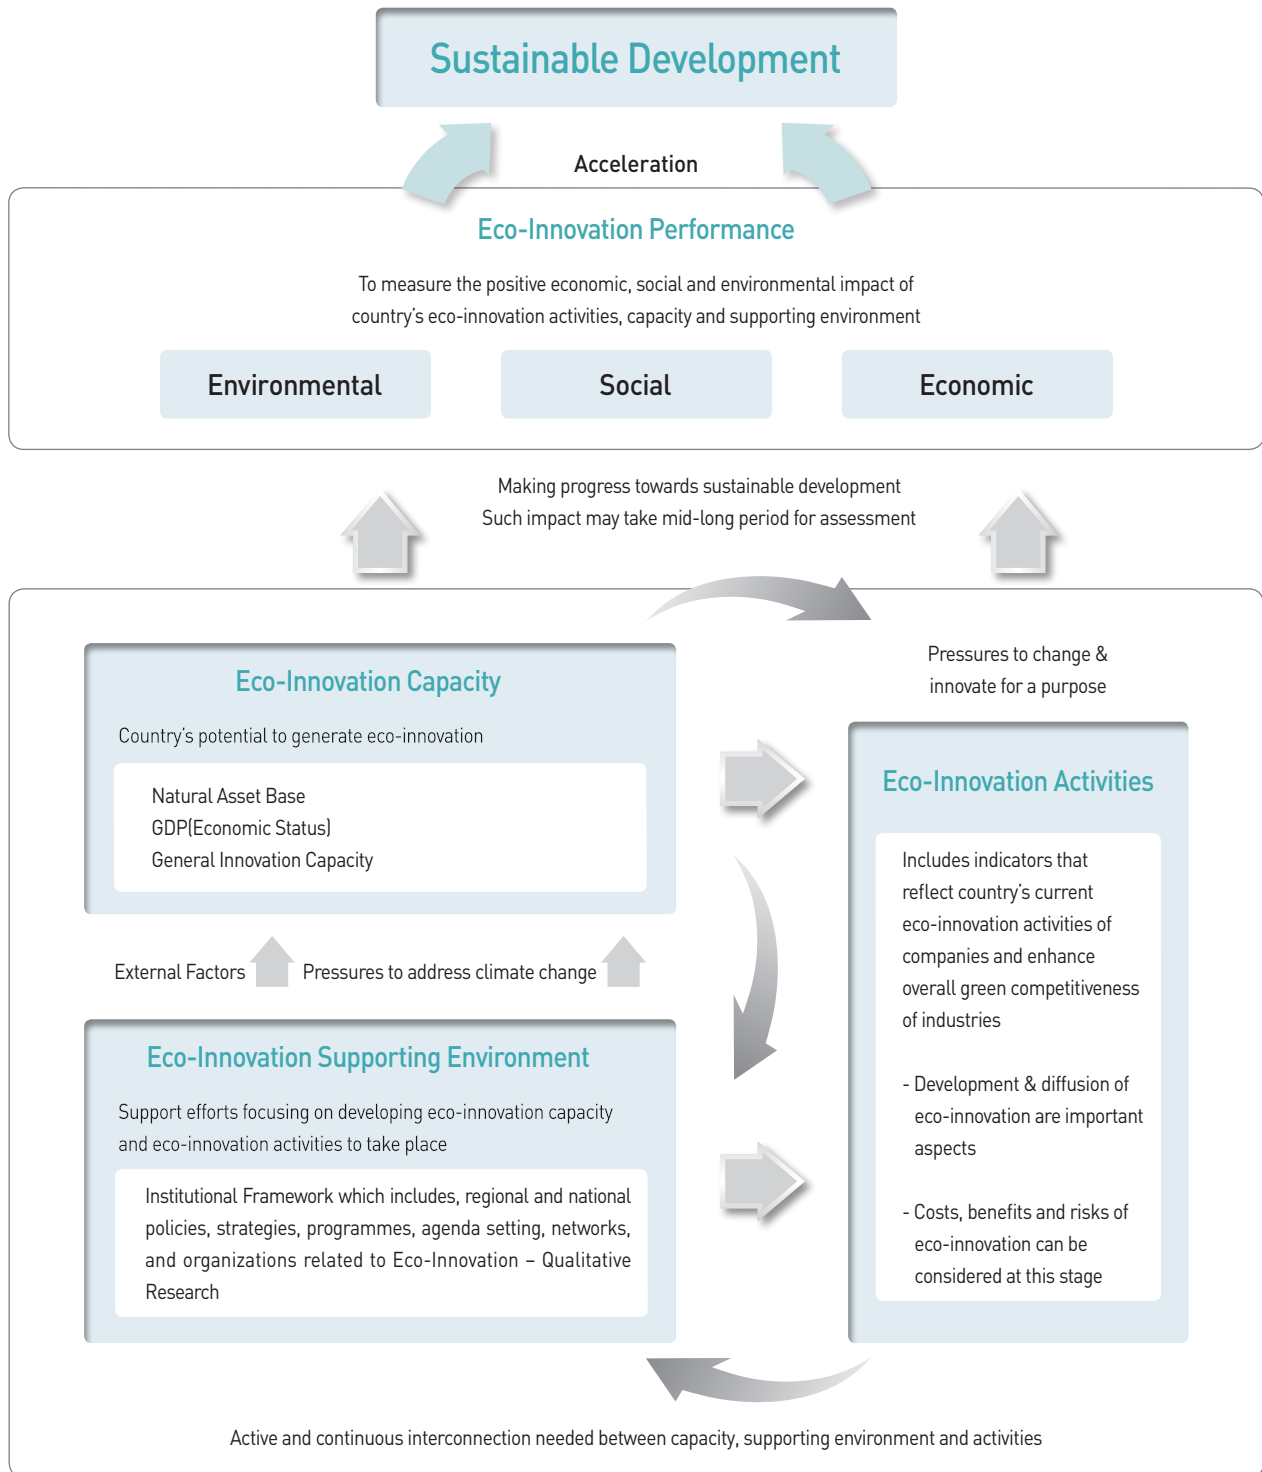 Sustainable Development
Acceleration
Eco-Innovation Performance
To measure the positive economic, social and environmental impact of
country's eco-innovation activities, capacity and supporting environment
Environmental
Social
Economic
Making progress towards sustainable development
Such impact may take mid-long period for assessment
Eco-Innovation Capacity
Country's potential to generate eco-innovation
Natural Asset Base
GDP(Economic Status)
General Innovation Capacity
External Factors
Pressures to address climate change
Eco-Innovation Supporting Environment
Support efforts focusing on developing eco-innovation capacity
and eco-innovation activities to take place
Institutional Framework which includes, regional and national
policies, strategies, programmes, agenda setting, networks,
and organizations related to Eco-Innovation – Qualitative
Research
Pressures to change &
innovate for a purpose
Eco-Innovation Activities
Includes indicators that
reflect country's current
eco-innovation activities of
companies and enhance
overall green competitiveness
of industries
- Development & diffusion of
eco-innovation are important
aspects
- Costs, benefits and risks of
eco-innovation can be
considered at this stage
Active and continuous interconnection needed between capacity, supporting environment and activities